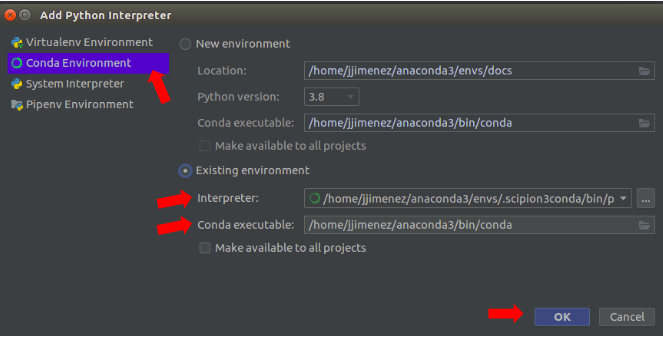 Add Python Interpreter
Virtualenv Environment
Conda Environment
System Interpreter
Pipenv Environment
New environment
Location: /home/jjimenez/anaconda3/envs/docs
Python version: 3.8
Conda executable: /home/jjimenez/anaconda3/bin/conda
Make available to all projects
Existing environment
Interpreter: /home/jjimenez/anaconda3/envs/.scipion3conda/bin/p ...
Conda executable: /home/jjimenez/anaconda3/bin/conda
Make available to all projects
OK Cancel